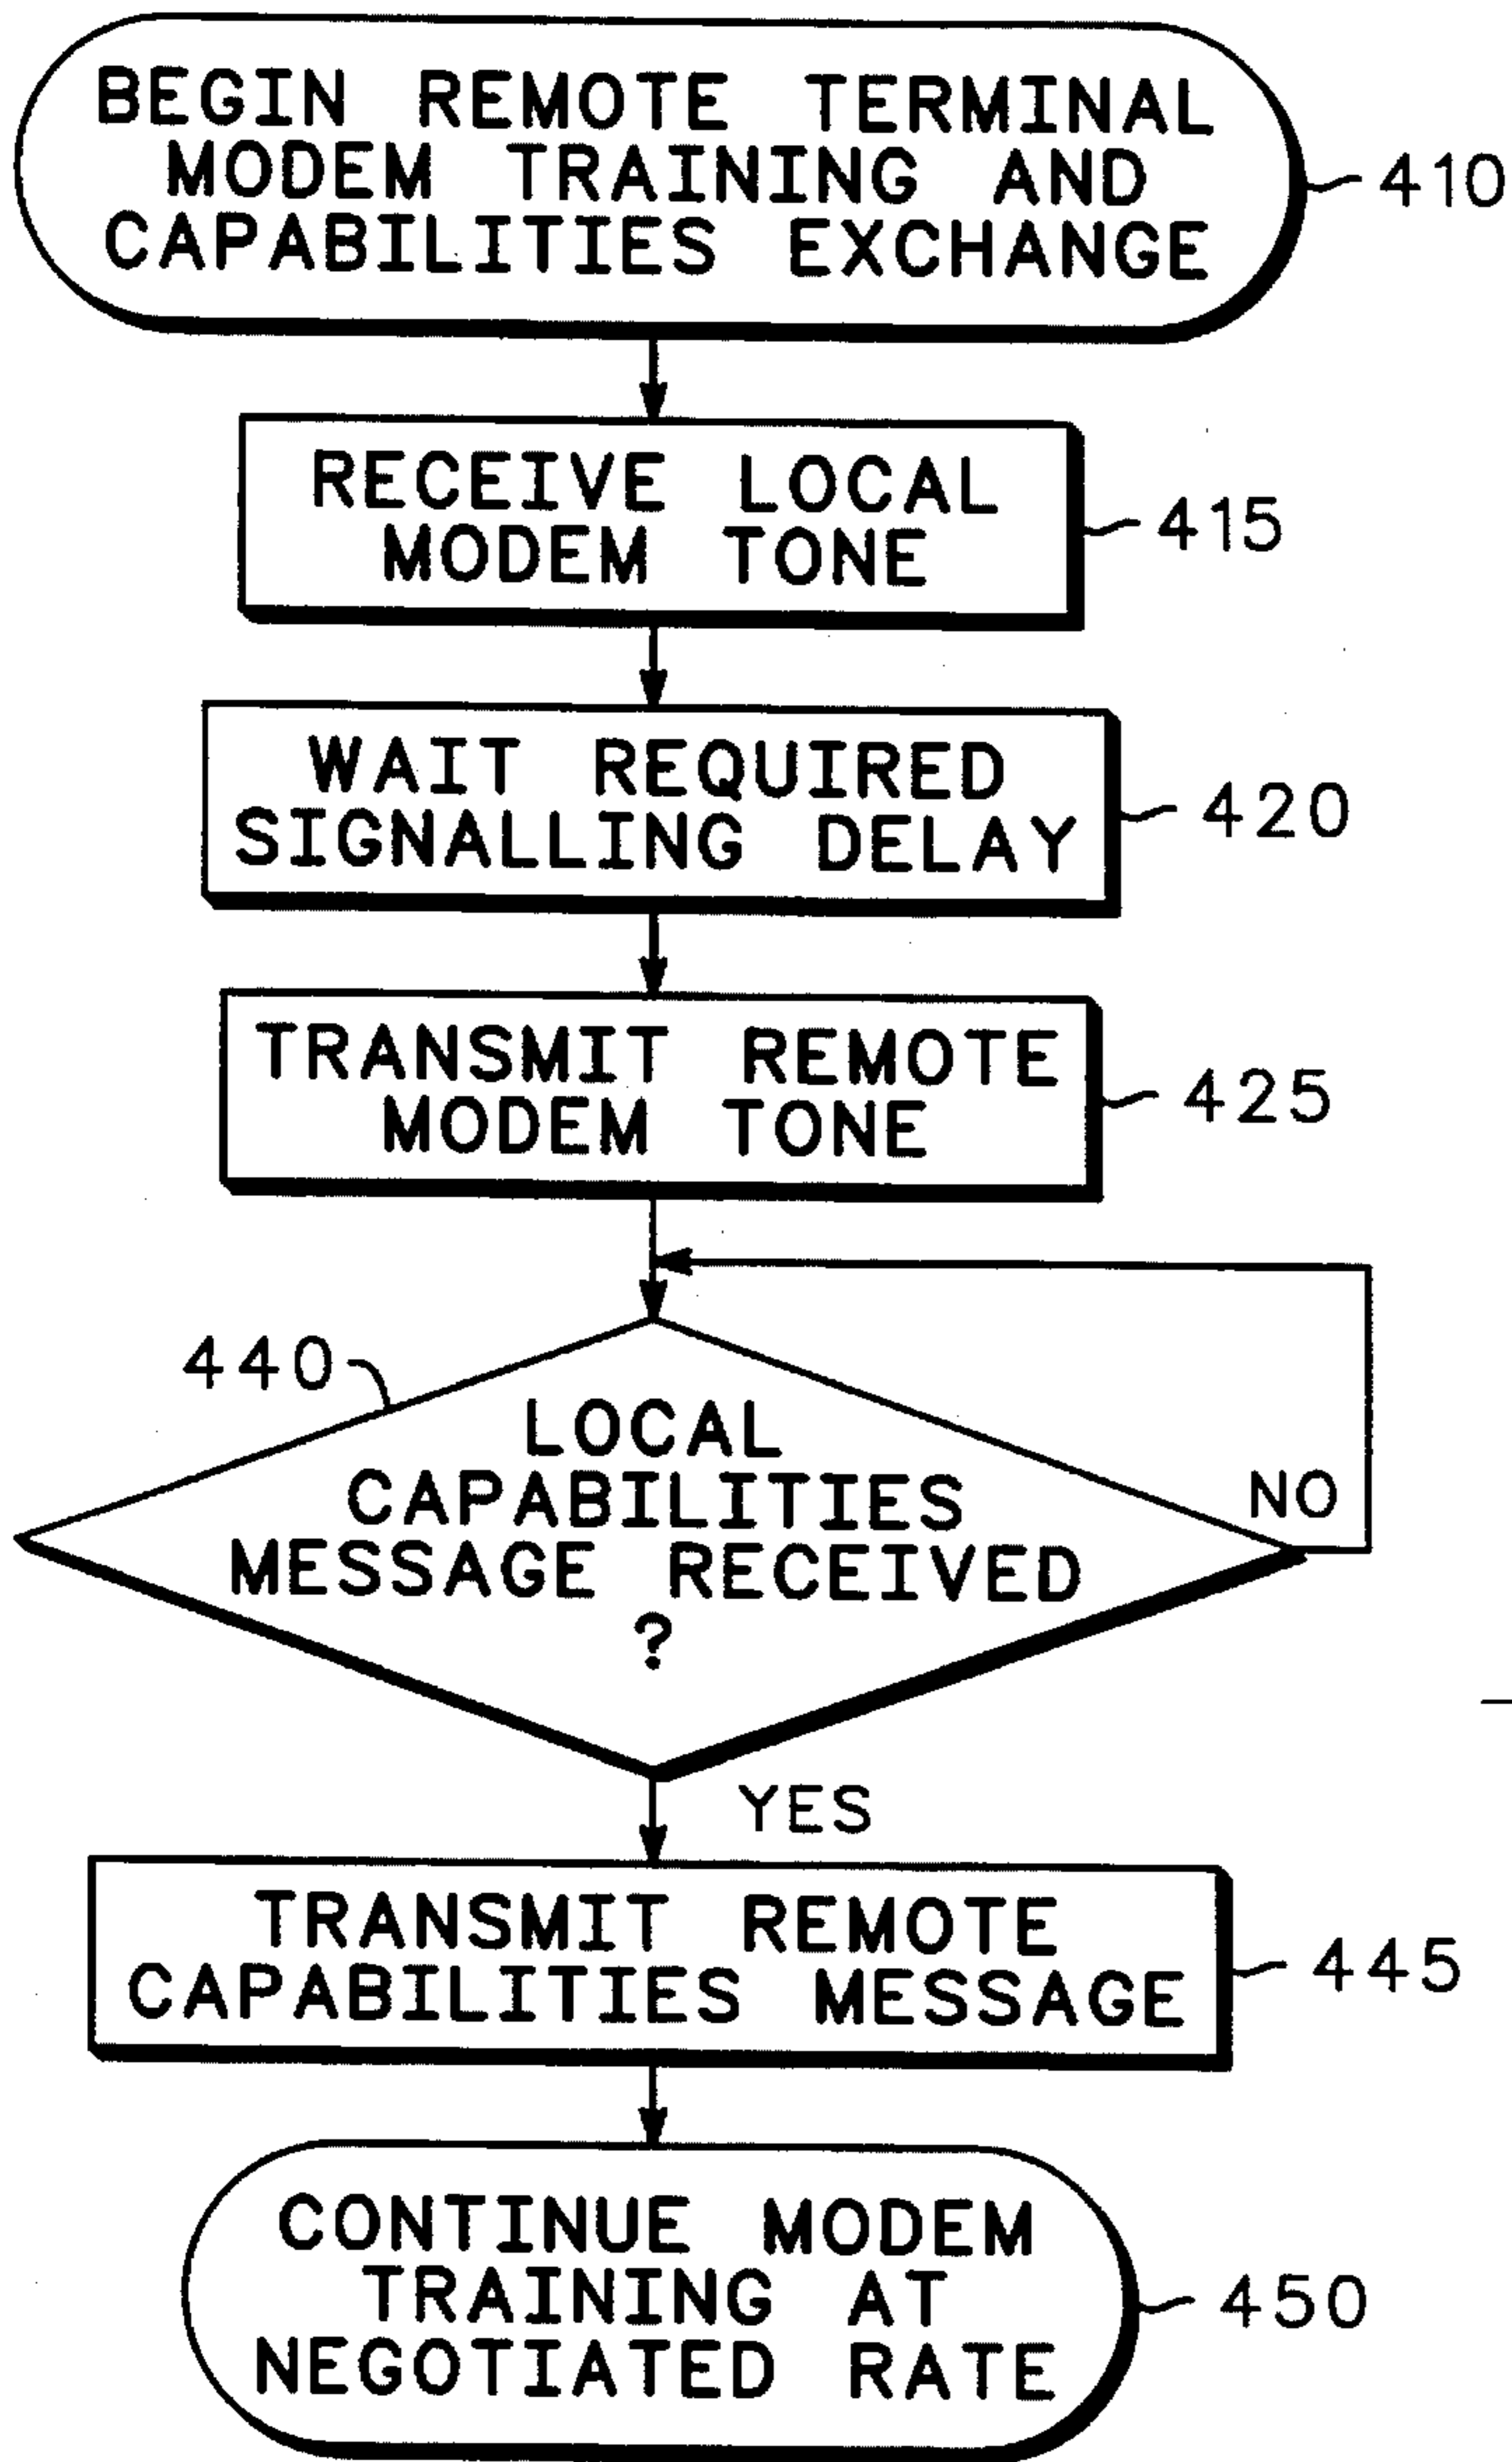 BEGIN REMOTE TERMINAL
MODEM TRAINING AND
CAPABILITIES EXCHANGE
410
RECEIVE LOCAL
MODEM TONE
415
WAIT REQUIRED
SIGNALLING DELAY
420
TRANSMIT REMOTE
MODEM TONE
425
440
LOCAL
CAPABILITIES
MESSAGE RECEIVED
?
NO
YES
TRANSMIT REMOTE
CAPABILITIES MESSAGE
445
CONTINUE MODEM
TRAINING AT
NEGOTIATED RATE
450